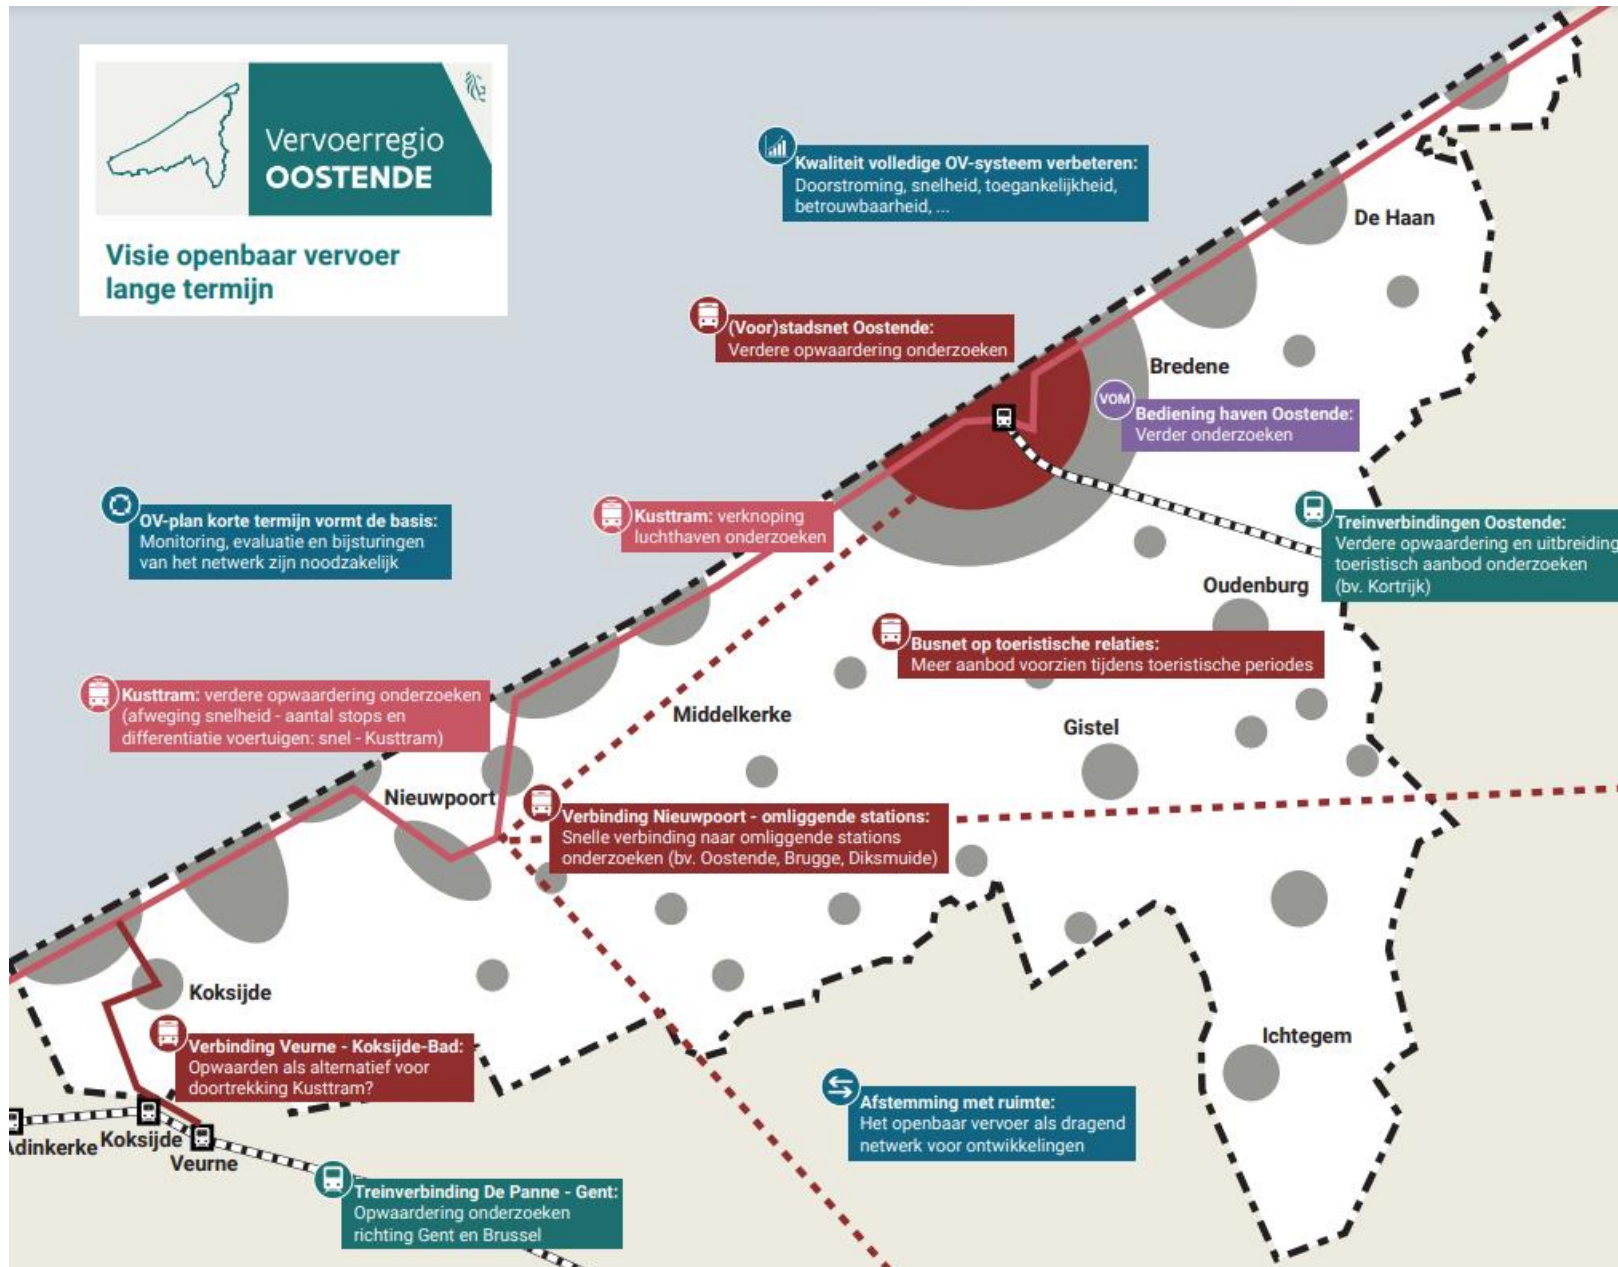 Vervoerregio
OOSTENDE
Visie openbaar vervoer
lange termijn
Kwaliteit volledige OV-systeem verbeteren:
Doorstroming, snelheid, toegankelijkheid,
betrouwbaarheid, ...
De Haan
(Voor)stadsnet Oostende:
Verdere opwaardering onderzoeken
Bredene
VOM
Bediening haven Oostende:
Verder onderzoeken
OV-plan korte termijn vormt de basis:
Monitoring, evaluatie en bijsturingen
van het netwerk zijn noodzakelijk
Kusttram: verknoping
luchthaven onderzoeken
Treinverbindingen Oostende:
Verdere opwaardering en uitbreiding
toeristisch aanbod onderzoeken
(bv. Kortrijk)
Oudenburg
Busnet op toeristische relaties:
Meer aanbod voorzien tijdens toeristische periodes
Kusttram: verdere opwaardering onderzoeken
(afweging snelheid - aantal stops en
differentiatie voertuigen: snel - Kusttram)
Middelkerke
Gistel
Nieuwpoort
Verbinding Nieuwpoort - omliggende stations:
Snelle verbinding naar omliggende stations
onderzoeken (bv. Oostende, Brugge, Diksmuide)
Koksijde
Verbinding Veurne - Koksijde-Bad:
Opwaarden als alternatief voor
doortrekking Kusttram?
Ichtegem
Afstemming met ruimte:
Het openbaar vervoer als dragend
netwerk voor ontwikkelingen
Adinkerke
Koksijde
Veurne
Treinverbinding De Panne - Gent:
Opwaardering onderzoeken
richting Gent en Brussel